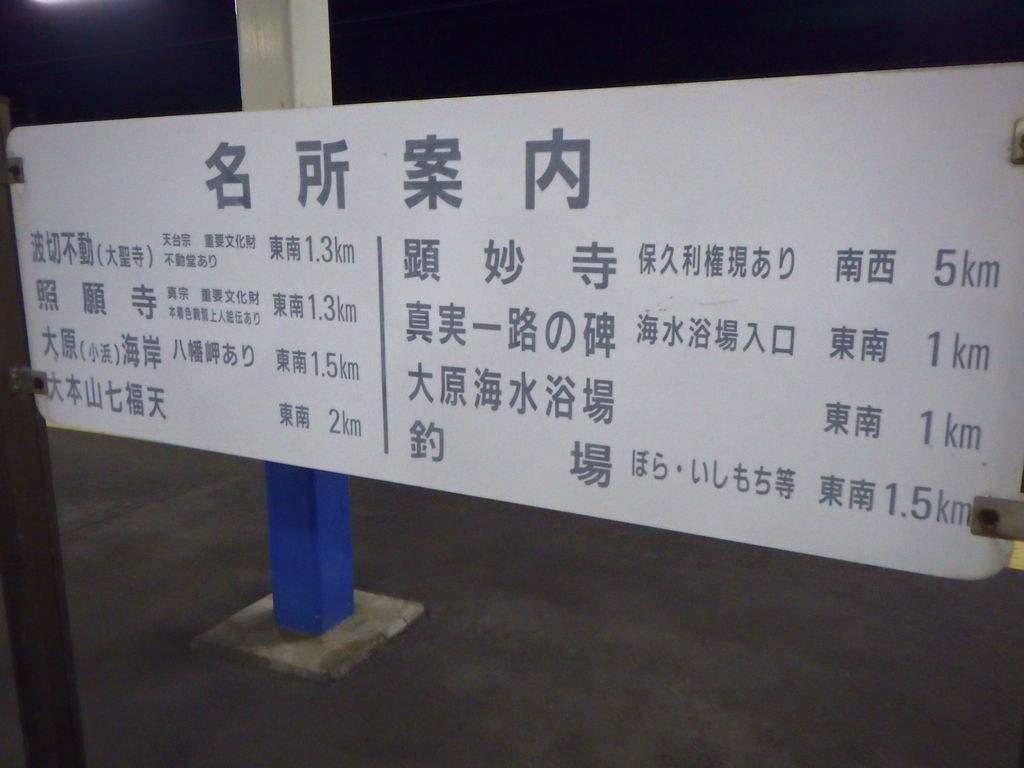 名所案内
波切不動(大聖寺) 天台宗 重要文化財 不動堂あり 東南1.3km
照願寺 真宗 重要文化財 本着色親鸞上人絵伝あり 東南1.3km
大原(小浜)海岸 八幡岬あり 東南1.5km
大本山七福天 東南 2km
顕妙寺 保久利権現あり 南西 5km
真実一路の碑 海水浴場入口 東南 1km
大原海水浴場 東南 1km
釣場 ぼら・いしもち等 東南1.5km